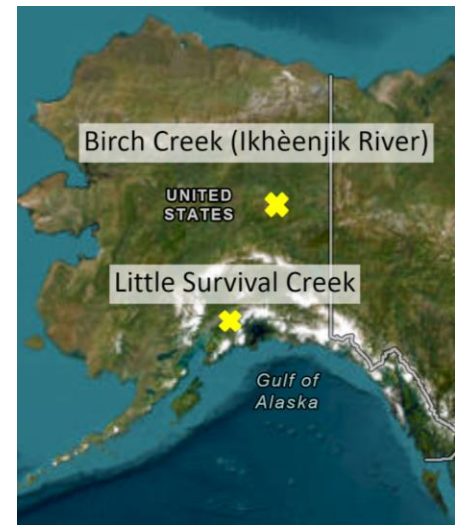 Birch Creek (Ikhèenjik River)
UNITED
STATES
Little Survival Creek
Gulf of
Alaska